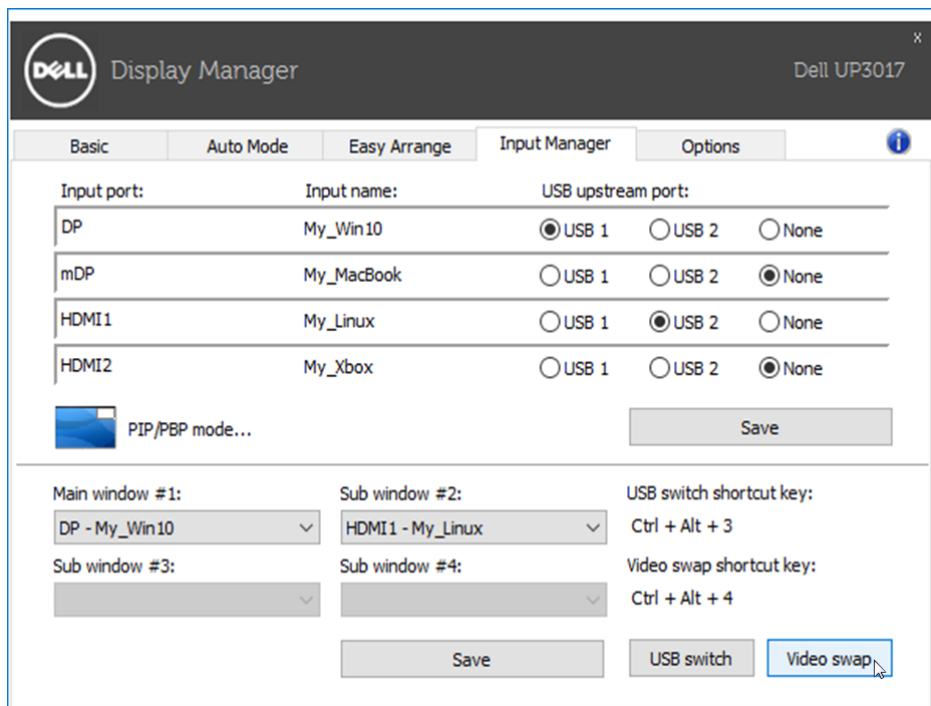 DELL Display Manager Dell UP3017 x
Basic Auto Mode Easy Arrange Input Manager Options i
Input port: Input name: USB upstream port:
DP My_Win10 USB 1 USB 2 None
mDP My_MacBook USB 1 USB 2 None
HDMI1 My_Linux USB 1 USB 2 None
HDMI2 My_Xbox USB 1 USB 2 None
PIP/PBP mode... Save
Main window #1: Sub window #2: USB switch shortcut key:
DP - My_Win10 HDMI1 - My_Linux Ctrl + Alt + 3
Sub window #3: Sub window #4: Video swap shortcut key:
Ctrl + Alt + 4
Save USB switch Video swap